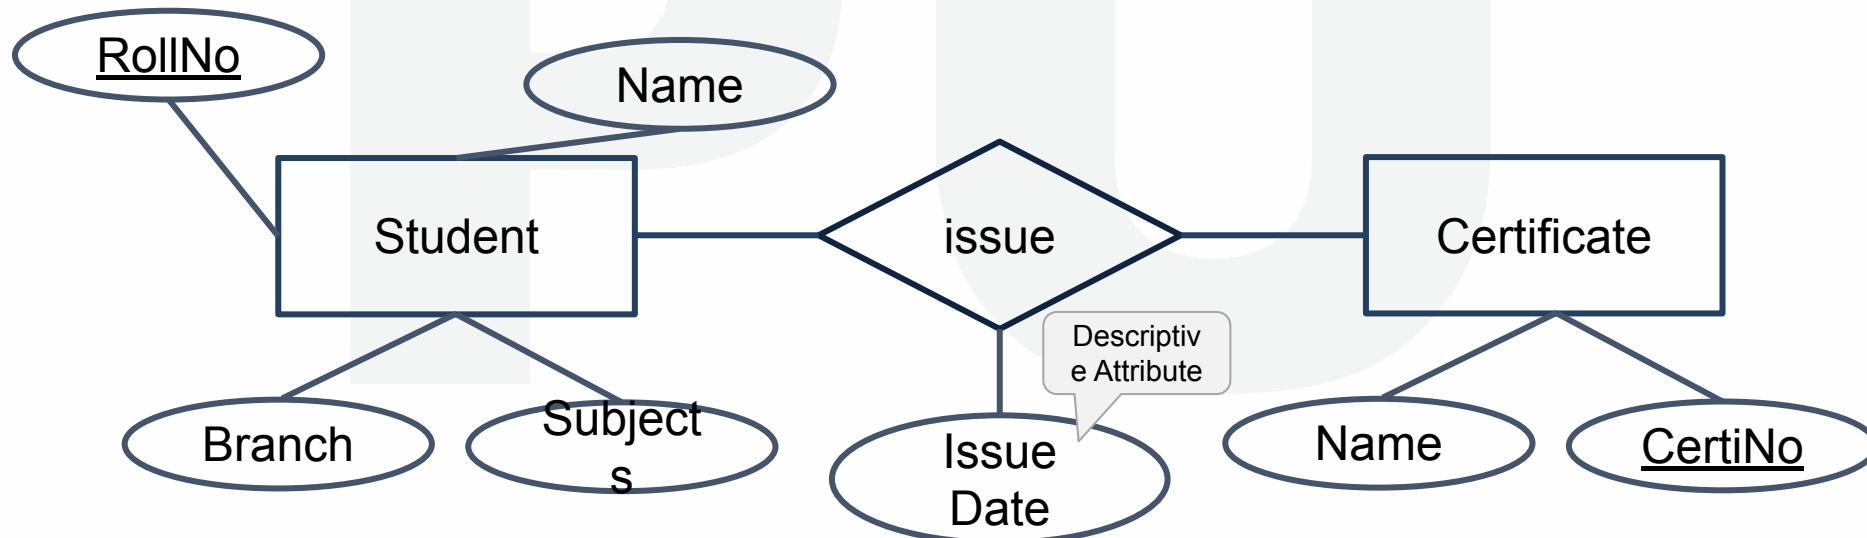 RollNo
Name
Student
issue
Certificate
Descriptiv
e Attribute
Branch
Subject
s
Issue
Date
Name
CertiNo